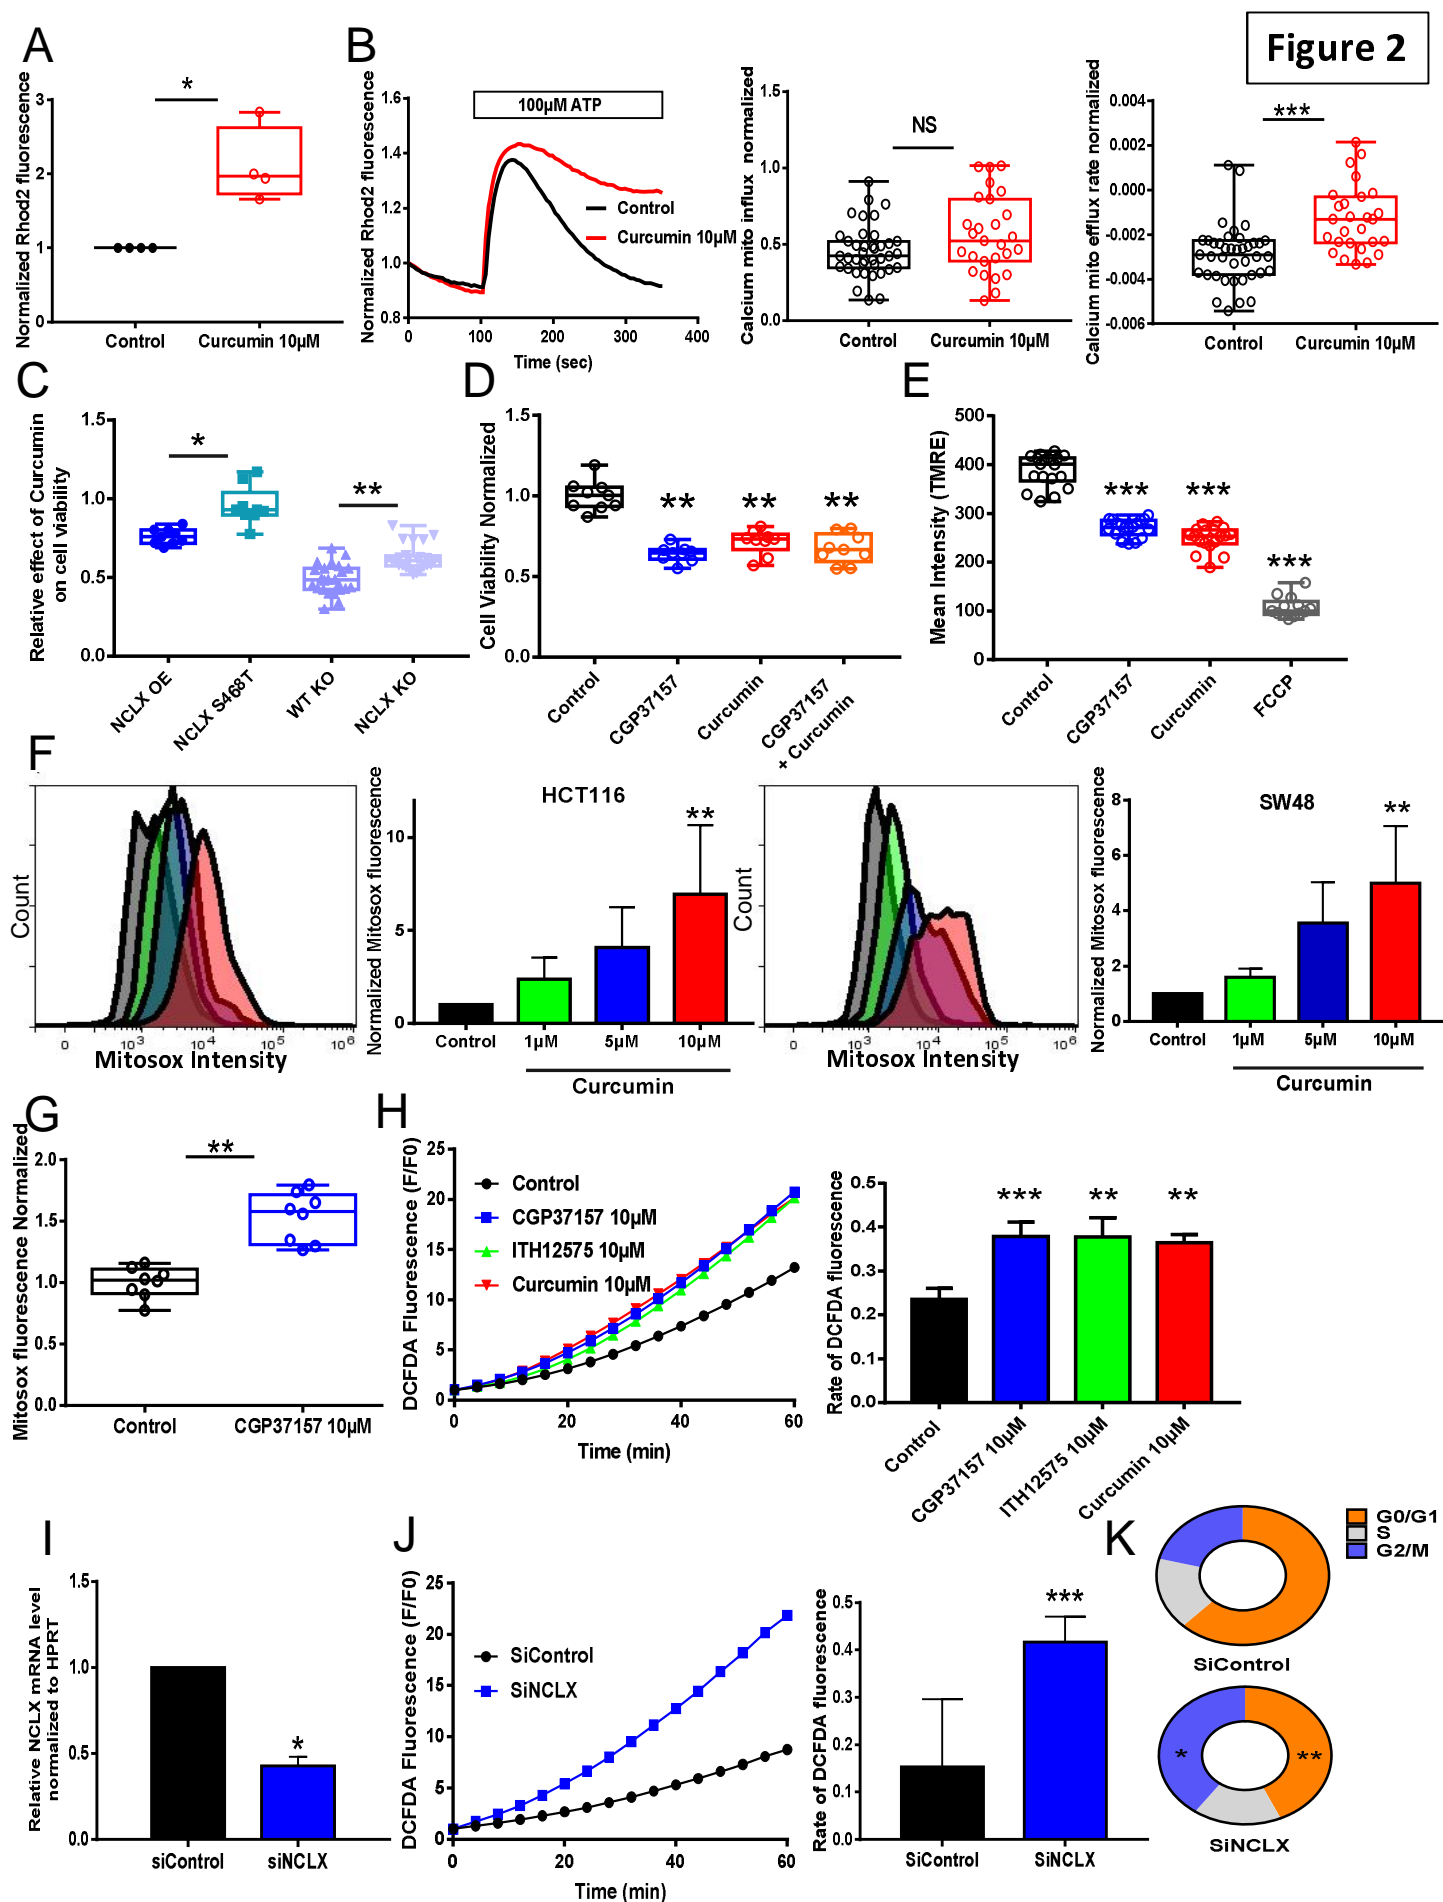 Figure 2
A
Normalized Rhod2 fluorescence
3
2
1
0
*
Control
Curcumin 10µM
B
Normalized Rhod2 fluorescence
1.6
1.4
1.2
1.0
0.8
100µM ATP
Control
Curcumin 10µM
0
100
200
300
400
Time (sec)
Calcium mito influx normalized
1.5
1.0
0.5
0.0
NS
Control
Curcumin 10µM
Calcium mito efflux rate normalized
0.004
0.002
0.000
-0.002
-0.004
-0.006
***
Control
Curcumin 10µM
C
Relative effect of Curcumin
on cell viability
1.5
1.0
0.5
0.0
*
**
NCLX OE
NCLX S468T
WT KO
NCLX KO
D
Cell Viability Normalized
1.5
1.0
0.5
0.0
**
**
**
Control
CGP37157
Curcumin
CGP37157
+ Curcumin
E
Mean Intensity (TMRE)
500
400
300
200
100
0
***
***
***
Control
CGP37157
Curcumin
FCCP
F
Count
0
10³
10⁴
10⁵
10⁶
Mitosox Intensity
Normalized Mitosox fluorescence
HCT116
10
5
0
**
Control
1µM
5µM
10µM
Curcumin
Count
0
10³
10⁴
10⁵
10⁶
Mitosox Intensity
Normalized Mitosox fluorescence
SW48
8
6
4
2
0
**
Control
1µM
5µM
10µM
Curcumin
G
Mitosox fluorescence Normalized
2.0
1.5
1.0
0.5
0.0
**
Control
CGP37157 10µM
H
DCFDA Fluorescence (F/F0)
25
20
15
10
5
0
Control
CGP37157 10µM
ITH12575 10µM
Curcumin 10µM
0
20
40
60
Time (min)
Rate of DCFDA fluorescence
0.5
0.4
0.3
0.2
0.1
0.0
***
**
**
Control
CGP37157 10µM
ITH12575 10µM
Curcumin 10µM
I
Relative NCLX mRNA level
normalized to HPRT
1.5
1.0
0.5
0.0
*
siControl
siNCLX
J
DCFDA Fluorescence (F/F0)
25
20
15
10
5
0
SiControl
SiNCLX
0
20
40
60
Time (min)
Rate of DCFDA fluorescence
0.5
0.4
0.3
0.2
0.1
0.0
***
SiControl
SiNCLX
K
G0/G1
S
G2/M
SiControl
*
**
SiNCLX